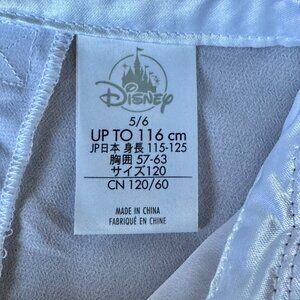 Disney
5/6
UP TO 116 cm
JP日本 身長 115-125
胸囲 57-63
サイズ120
CN 120/60
MADE IN CHINA
FABRIQUÉ EN CHINE